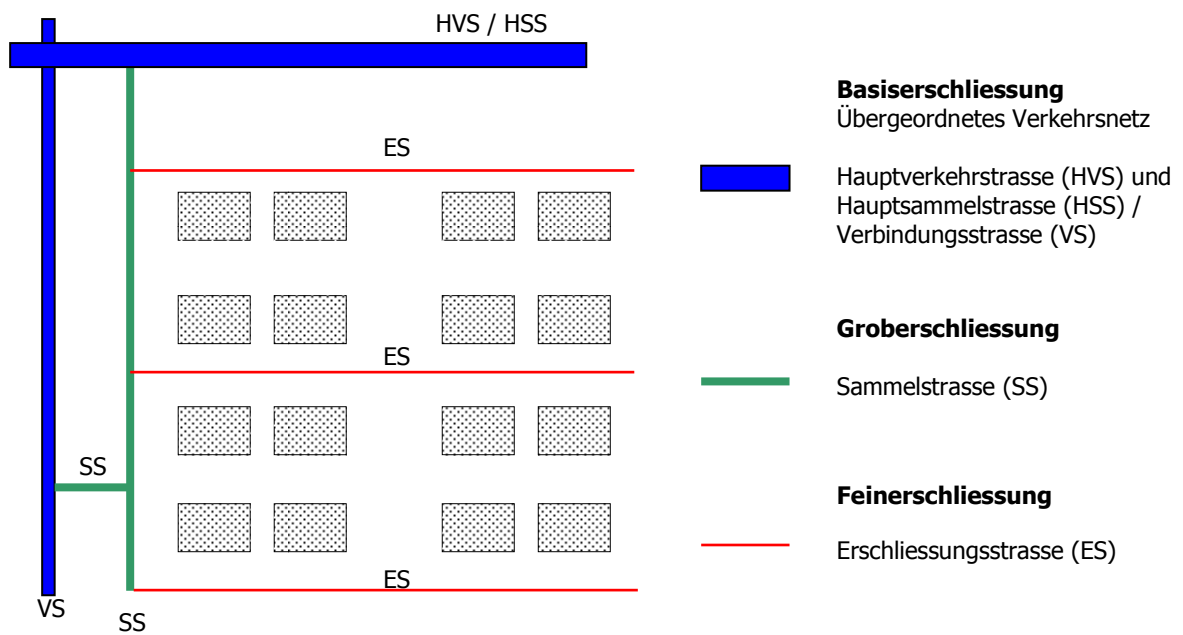 HVS / HSS
ES
ES
SS
ES
VS
SS
Basiserschliessung
Übergeordnetes Verkehrsnetz
Hauptverkehrstrasse (HVS) und
Hauptsammelstrasse (HSS) /
Verbindungsstrasse (VS)
Groberschliessung
Sammelstrasse (SS)
Feinerschliessung
Erschliessungsstrasse (ES)